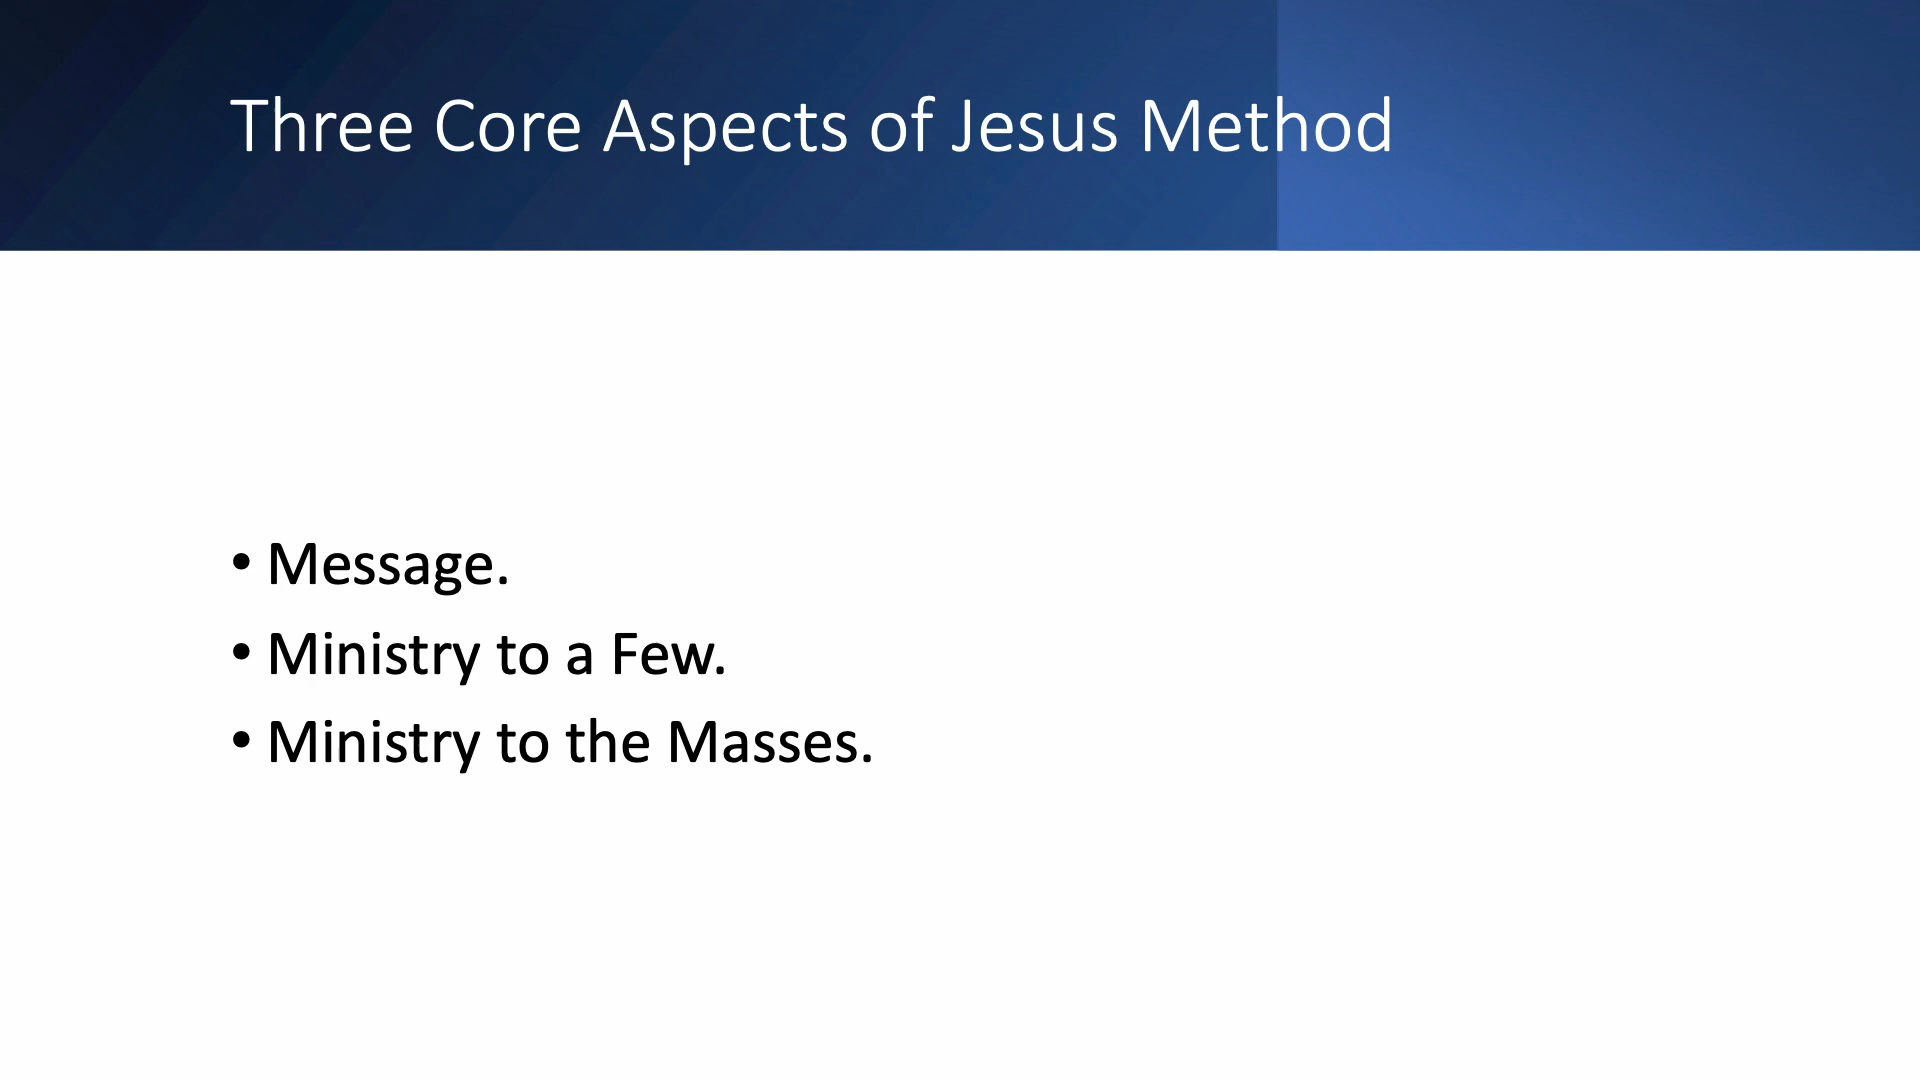 Three Core Aspects of Jesus Method
• Message.
• Ministry to a Few.
• Ministry to the Masses.